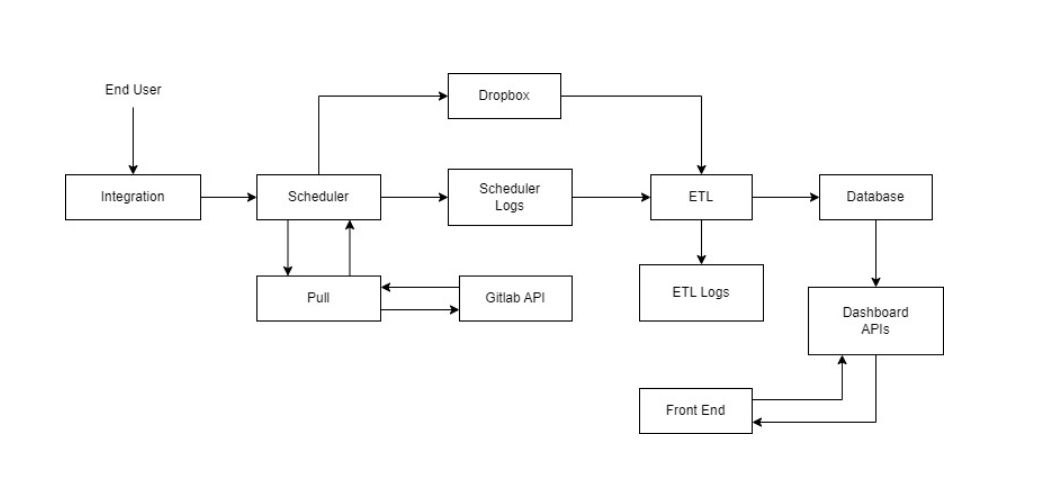 End User
Dropbox
Integration
Scheduler
Scheduler
Logs
ETL
Database
Pull
Gitlab API
ETL Logs
Dashboard
APIs
Front End